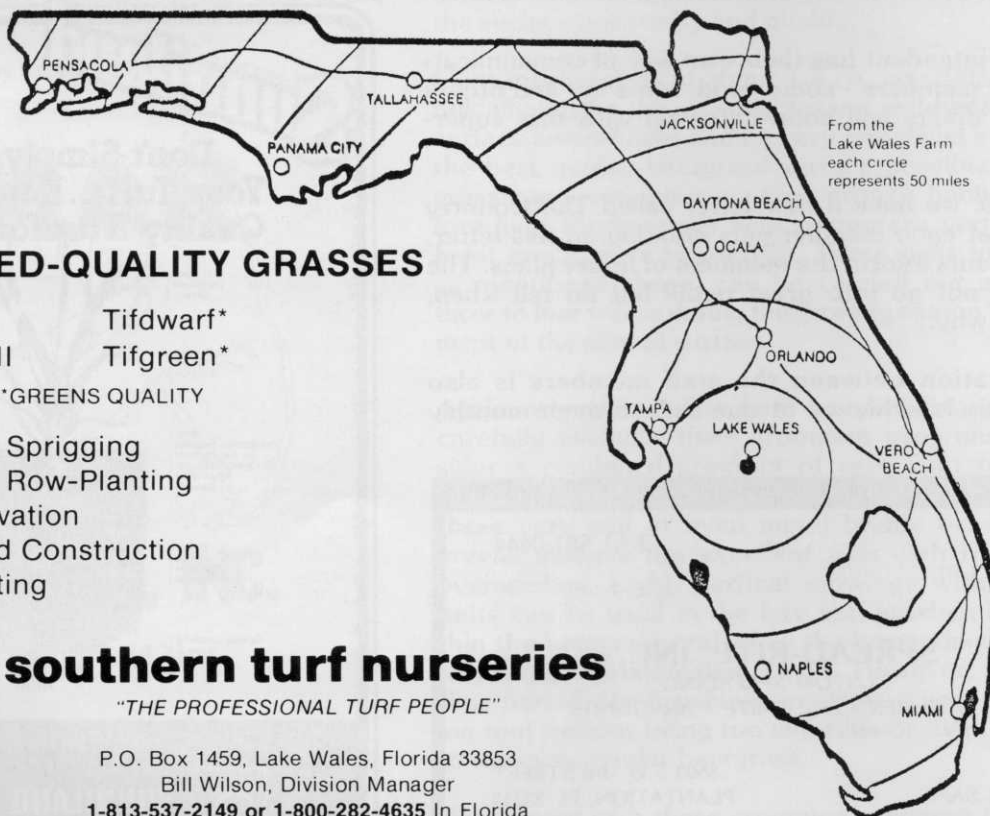 PENSACOLA
TALLAHASSEE
PANAMA CITY
JACKSONVILLE
From the
Lake Wales Farm
each circle
represents 50 miles
DAYTONA BEACH
OCALA
ORLANDO
TAMPA
LAKE WALES
VERO
BEACH
NAPLES
MIAMI
ED-QUALITY GRASSES
Tifdwarf*
ll Tifgreen*
*GREENS QUALITY
Sprigging
Row-Planting
vation
d Construction
ting
southern turf nurseries
"THE PROFESSIONAL TURF PEOPLE"
P.O. Box 1459, Lake Wales, Florida 33853
Bill Wilson, Division Manager
1-813-537-2149 or 1-800-282-4635 In Florida